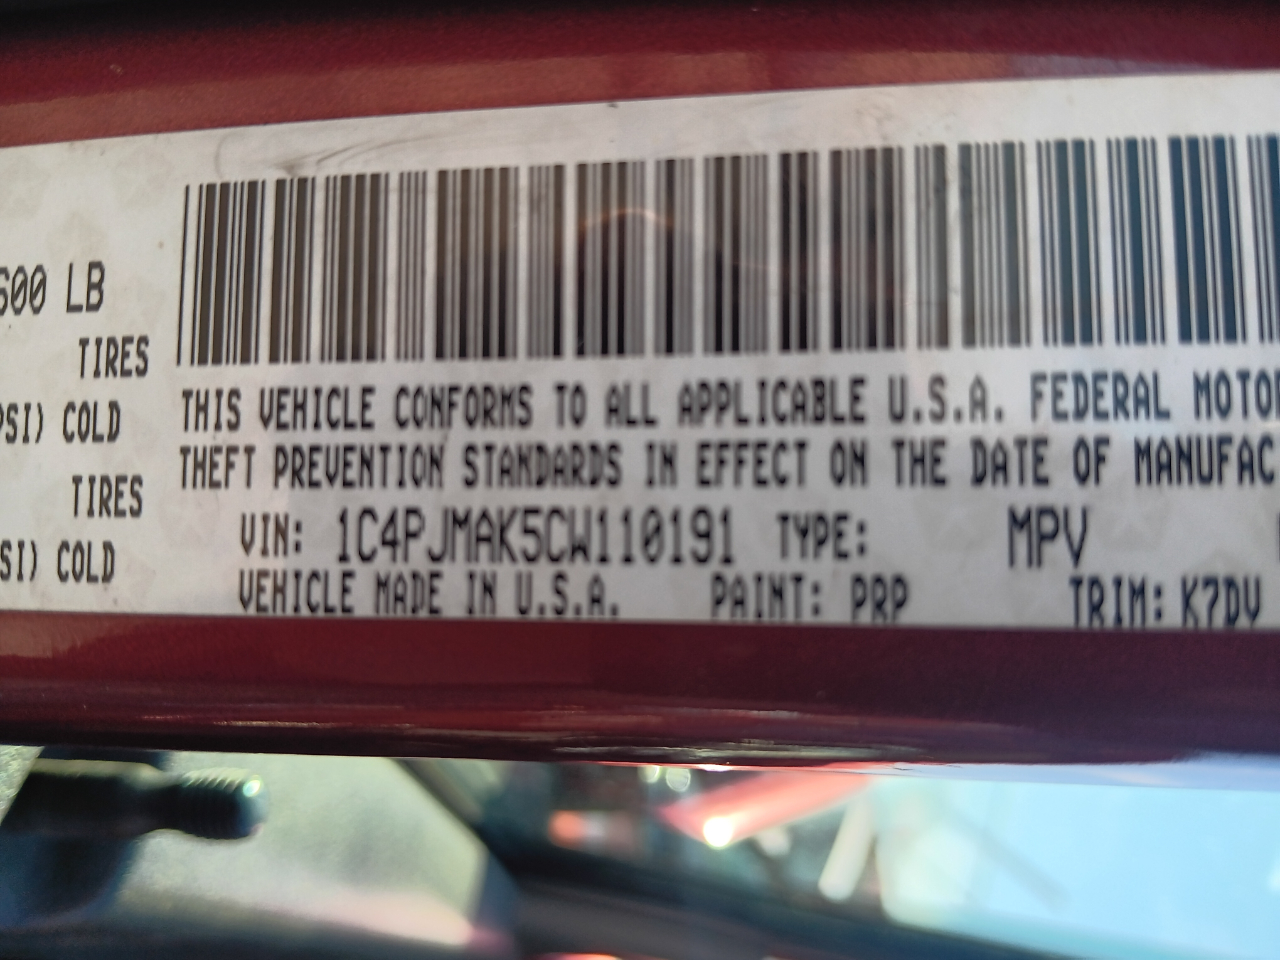 600 LB
TIRES
PSI) COLD
TIRES
SI) COLD
THIS VEHICLE CONFORMS TO ALL APPLICABLE U.S.A. FEDERAL MOTO
THEFT PREVENTION STANDARDS IN EFFECT ON THE DATE OF MANUFAC
VIN: 1C4PJMAK5CW110191 TYPE: MPV
VEHICLE MADE IN U.S.A. PAINT: PRP TRIM: K7DV